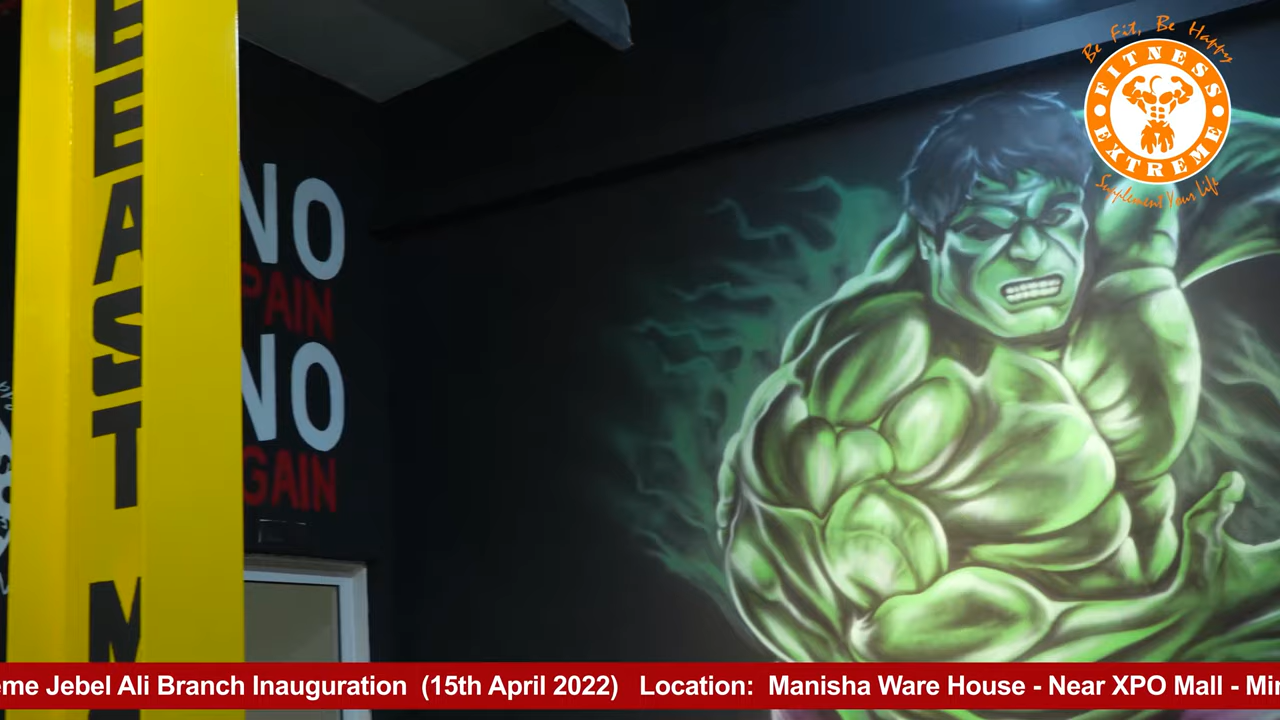 BEAST M
NO
PAIN
NO
GAIN
Be Fit, Be Happy
FITNESS
EXTREME
Supplement Your Life
eme Jebel Ali Branch Inauguration (15th April 2022) Location: Manisha Ware House - Near XPO Mall - Min